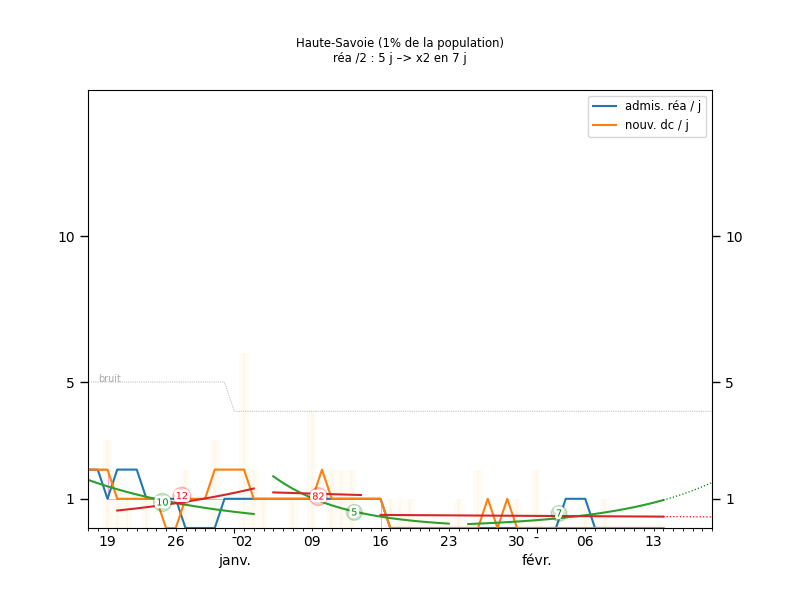 Haute-Savoie (1% de la population)
réa /2 : 5 j −> x2 en 7 j
admis. réa / j
nouv. dc / j
10
10
bruit
5
5
12
10
82
5
7
1
1
19
26
02
09
16
23
30
06
13
janv.
févr.